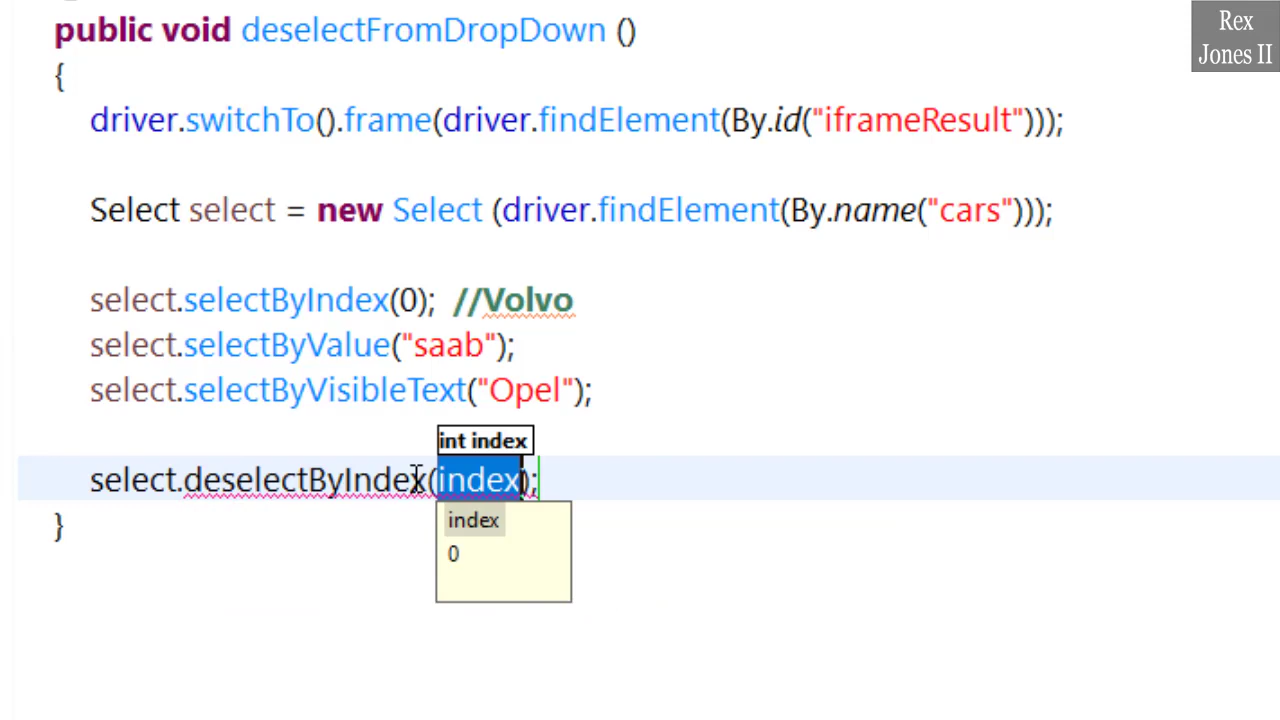 public void deselectFromDropDown ()
Rex
Jones II
{
driver.switchTo().frame(driver.findElement(By.id("iframeResult")));
Select select = new Select (driver.findElement(By.name("cars")));
select.selectByIndex(0); //Volvo
select.selectByValue("saab");
select.selectByVisibleText("Opel");
int index
select.deselectByIndex(index);
index
0
}